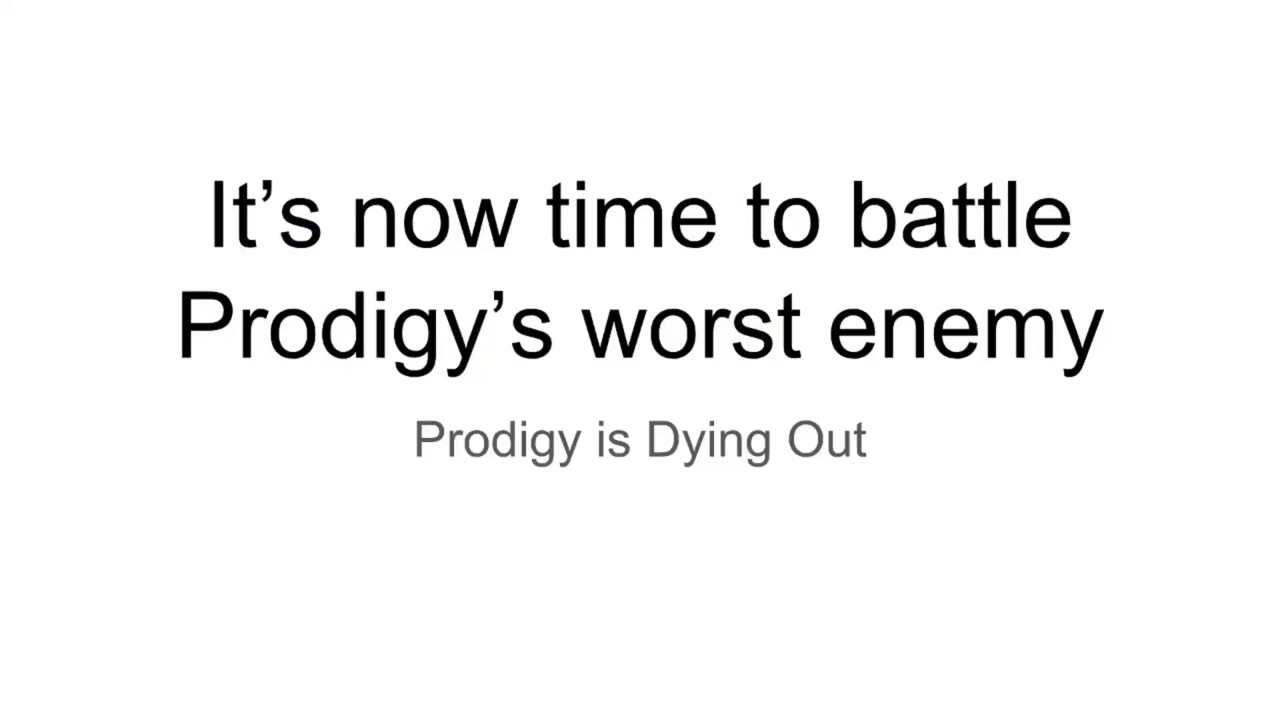 It’s now time to battle
Prodigy’s worst enemy
Prodigy is Dying Out